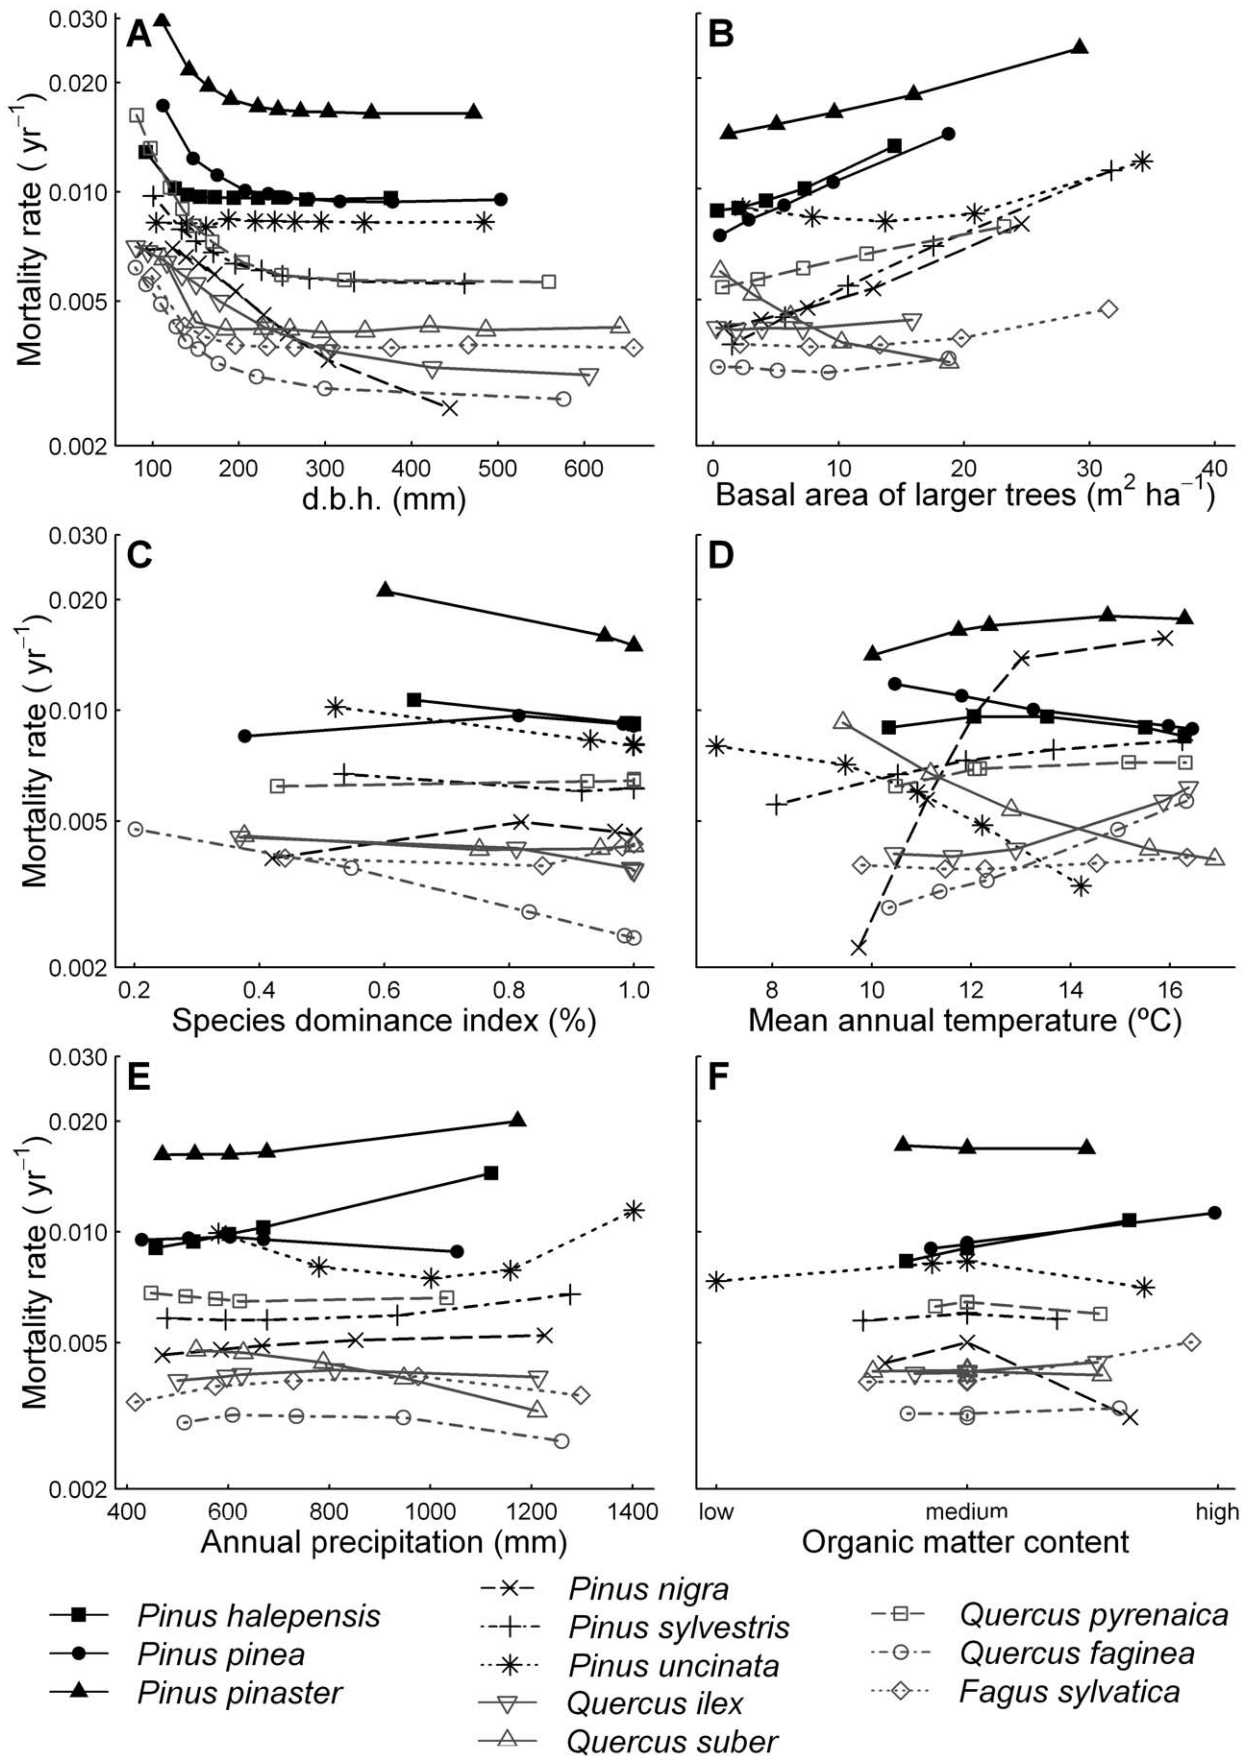 A
B
0.030
0.020
0.010
0.005
0.002
Mortality rate ( yr⁻¹)
100 200 300 400 500 600
d.b.h. (mm)
0 10 20 30 40
Basal area of larger trees (m² ha⁻¹)
C
D
0.030
0.020
0.010
0.005
0.002
Mortality rate ( yr⁻¹)
0.2 0.4 0.6 0.8 1.0
Species dominance index (%)
8 10 12 14 16
Mean annual temperature (ºC)
E
F
0.030
0.020
0.010
0.005
0.002
Mortality rate ( yr⁻¹)
400 600 800 1000 1200 1400
Annual precipitation (mm)
low medium high
Organic matter content
Pinus halepensis
Pinus pinea
Pinus pinaster
Pinus nigra
Pinus sylvestris
Pinus uncinata
Quercus ilex
Quercus suber
Quercus pyrenaica
Quercus faginea
Fagus sylvatica